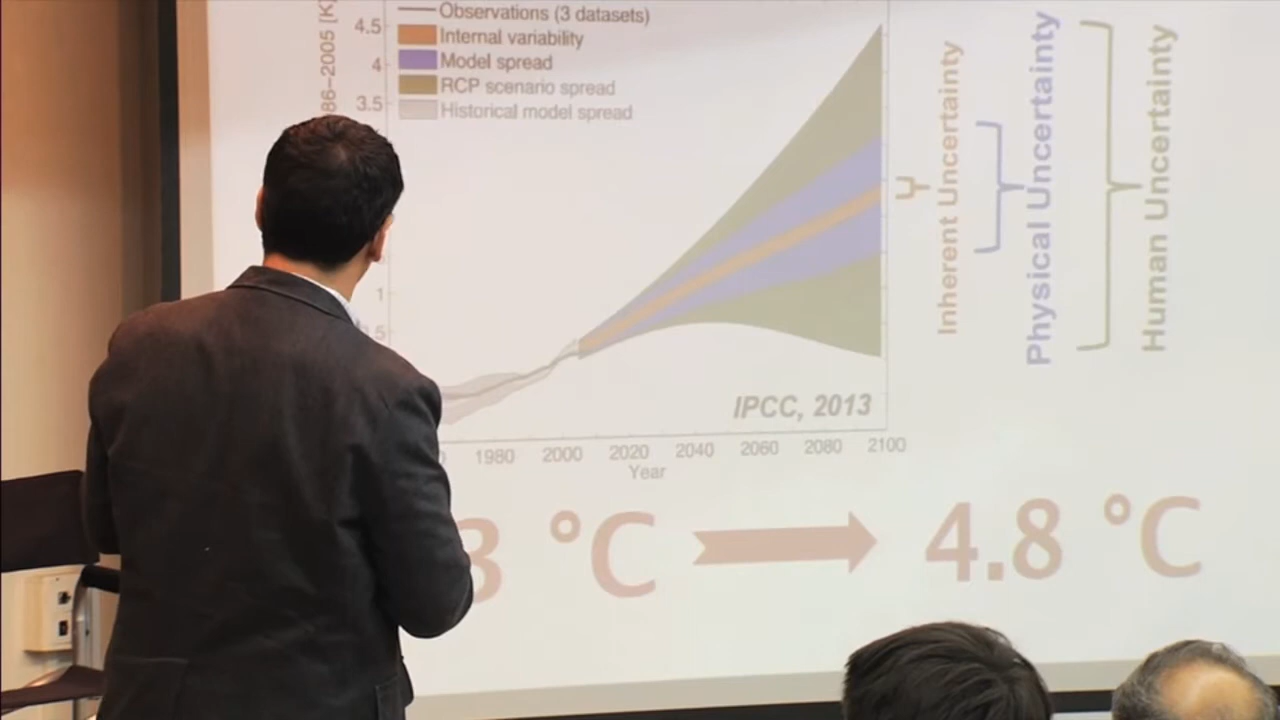 Observations (3 datasets)
Internal variability
Model spread
RCP scenario spread
Historical model spread
86–2005 [K]
4.5
4
3.5
1
IPCC, 2013
1980 2000 2020 2040 2060 2080 2100
Year
Inherent Uncertainty
Physical Uncertainty
Human Uncertainty
3 °C
4.8 °C